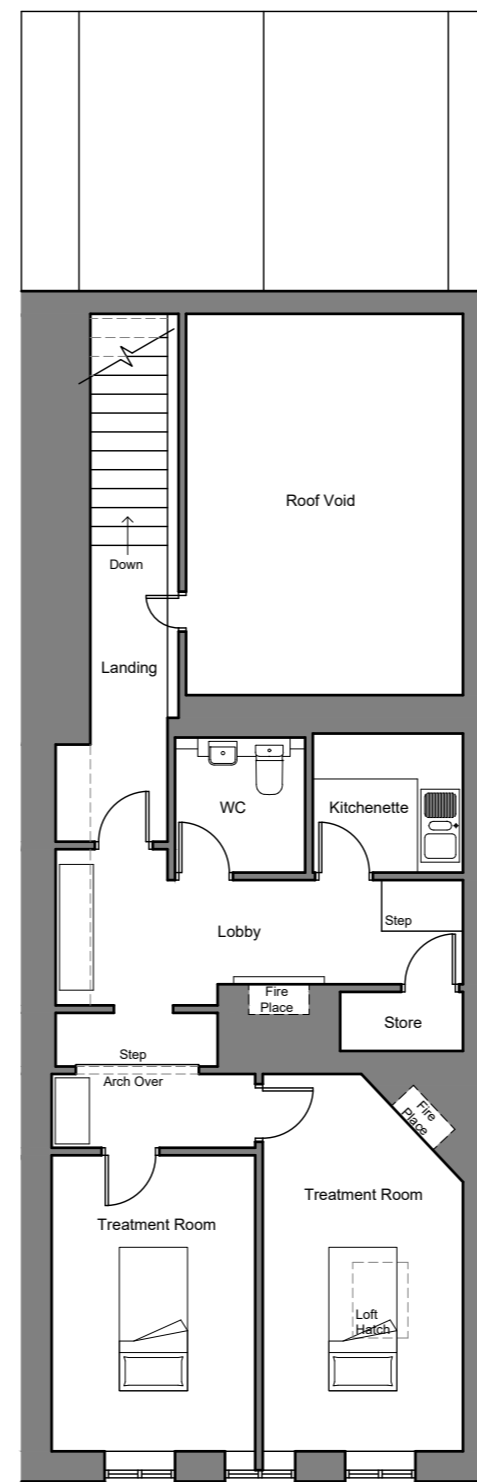 Roof Void
Down
Landing
WC
Kitchenette
Lobby
Step
Fire
Place
Store
Step
Arch Over
Fire
Place
Treatment Room
Treatment Room
Loft
Hatch